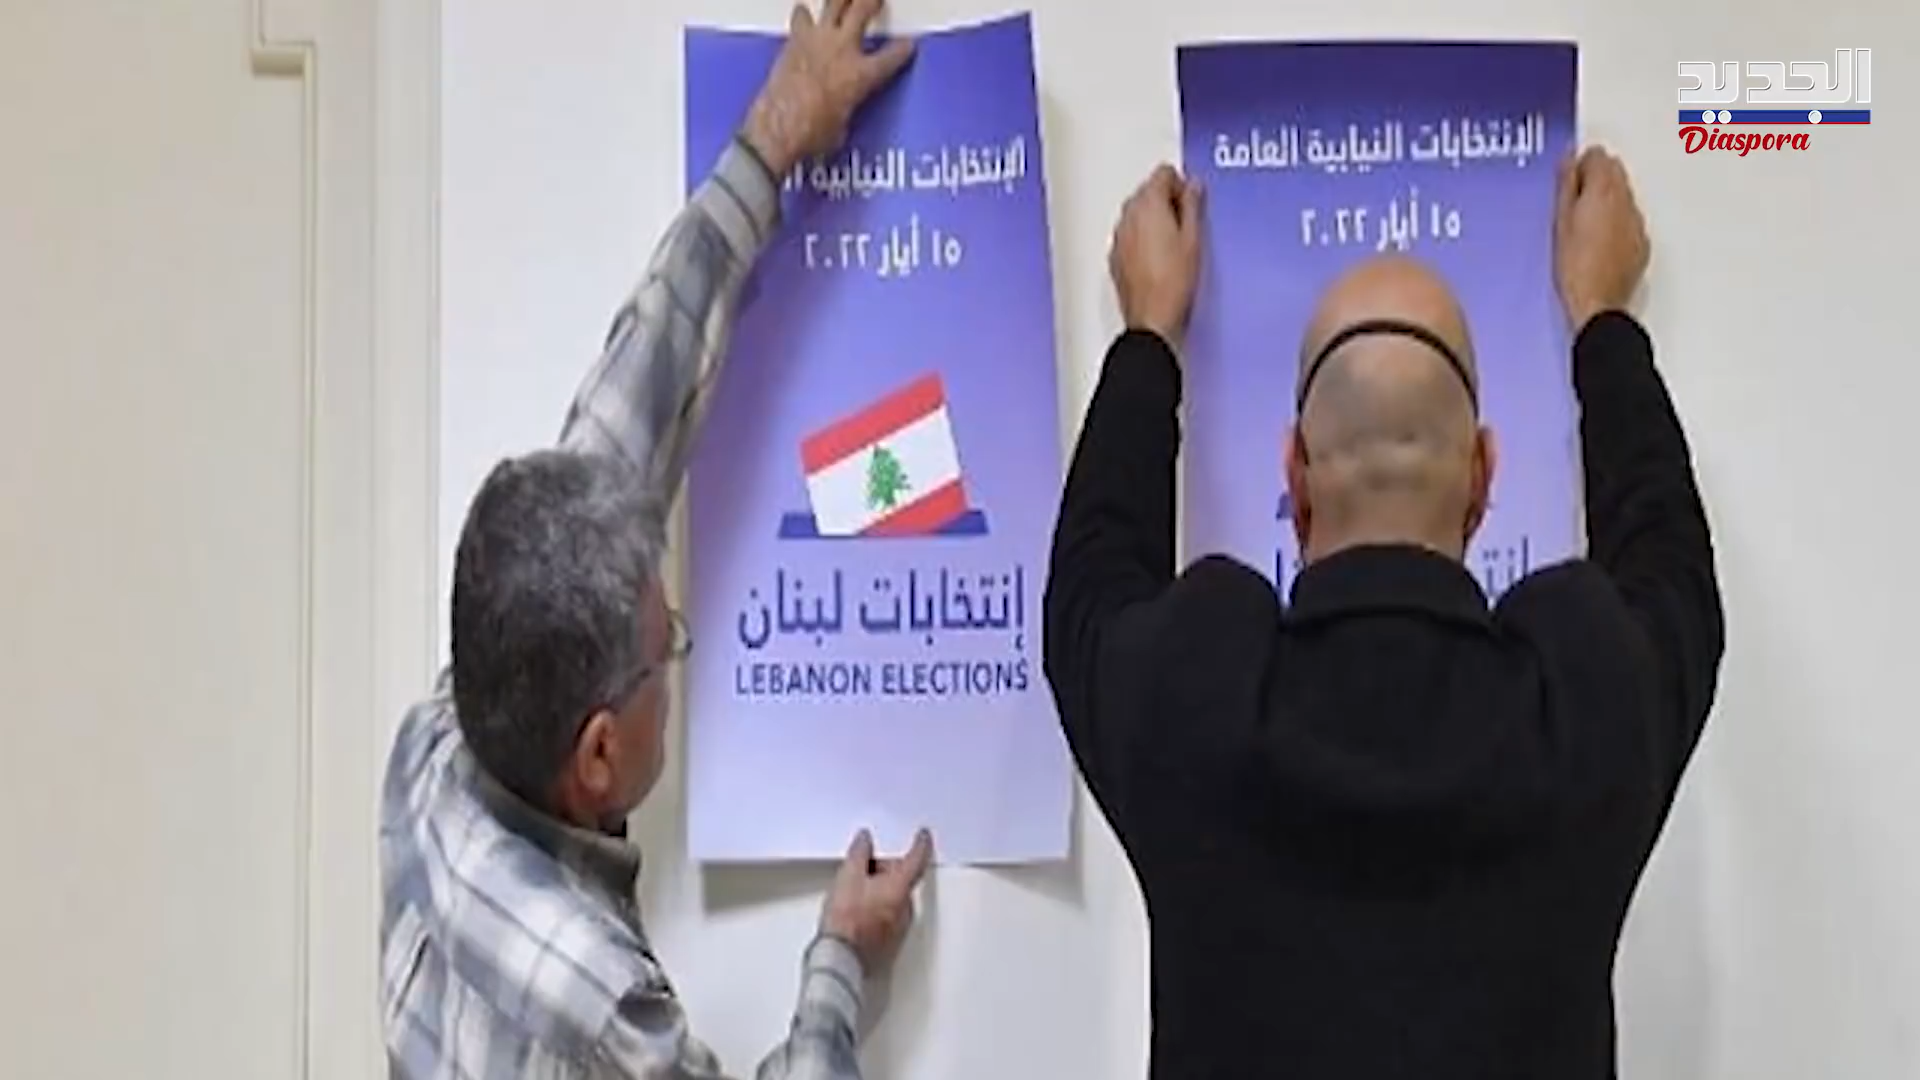 الجديد
Diaspora
الإنتخابات النيابية العامة
١٥ أيار ٢٠٢٢
الإنتخابات النيابية
١٥ أيار ٢٠٢٢
إنتخابات لبنان
LEBANON ELECTIONS